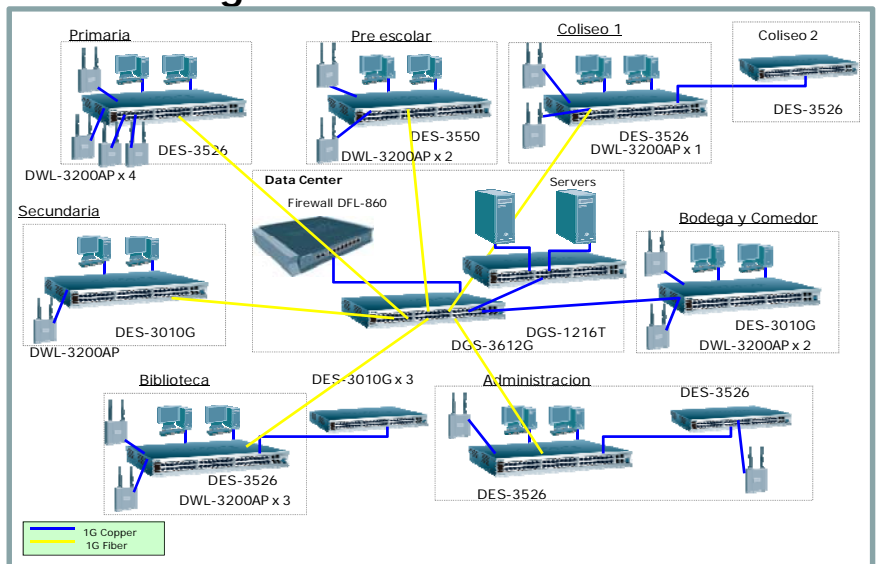 Primaria
DES-3526
DWL-3200AP x 4
Pre escolar
DES-3550
DWL-3200AP x 2
Coliseo 1
DES-3526
DWL-3200AP x 1
Coliseo 2
DES-3526
Secundaria
DES-3010G
DWL-3200AP
Data Center
Firewall DFL-860
Servers
DGS-1216T
DGS-3612G
Bodega y Comedor
DES-3010G
DWL-3200AP x 2
Biblioteca
DES-3010G x 3
DES-3526
DWL-3200AP x 3
Administracion
DES-3526
DES-3526
1G Copper
1G Fiber